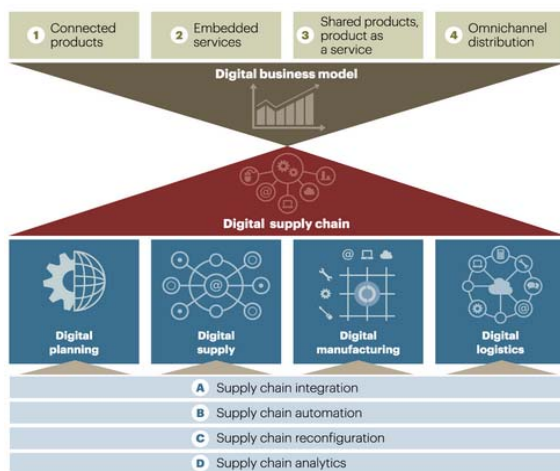 1 Connected
products
2 Embedded
services
3 Shared products,
product as
a service
4 Omnichannel
distribution
Digital business model
@
@
Digital supply chain
@
@
@
Digital
planning
Digital
supply
Digital
manufacturing
Digital
logistics
A Supply chain integration
B Supply chain automation
C Supply chain reconfiguration
D Supply chain analytics